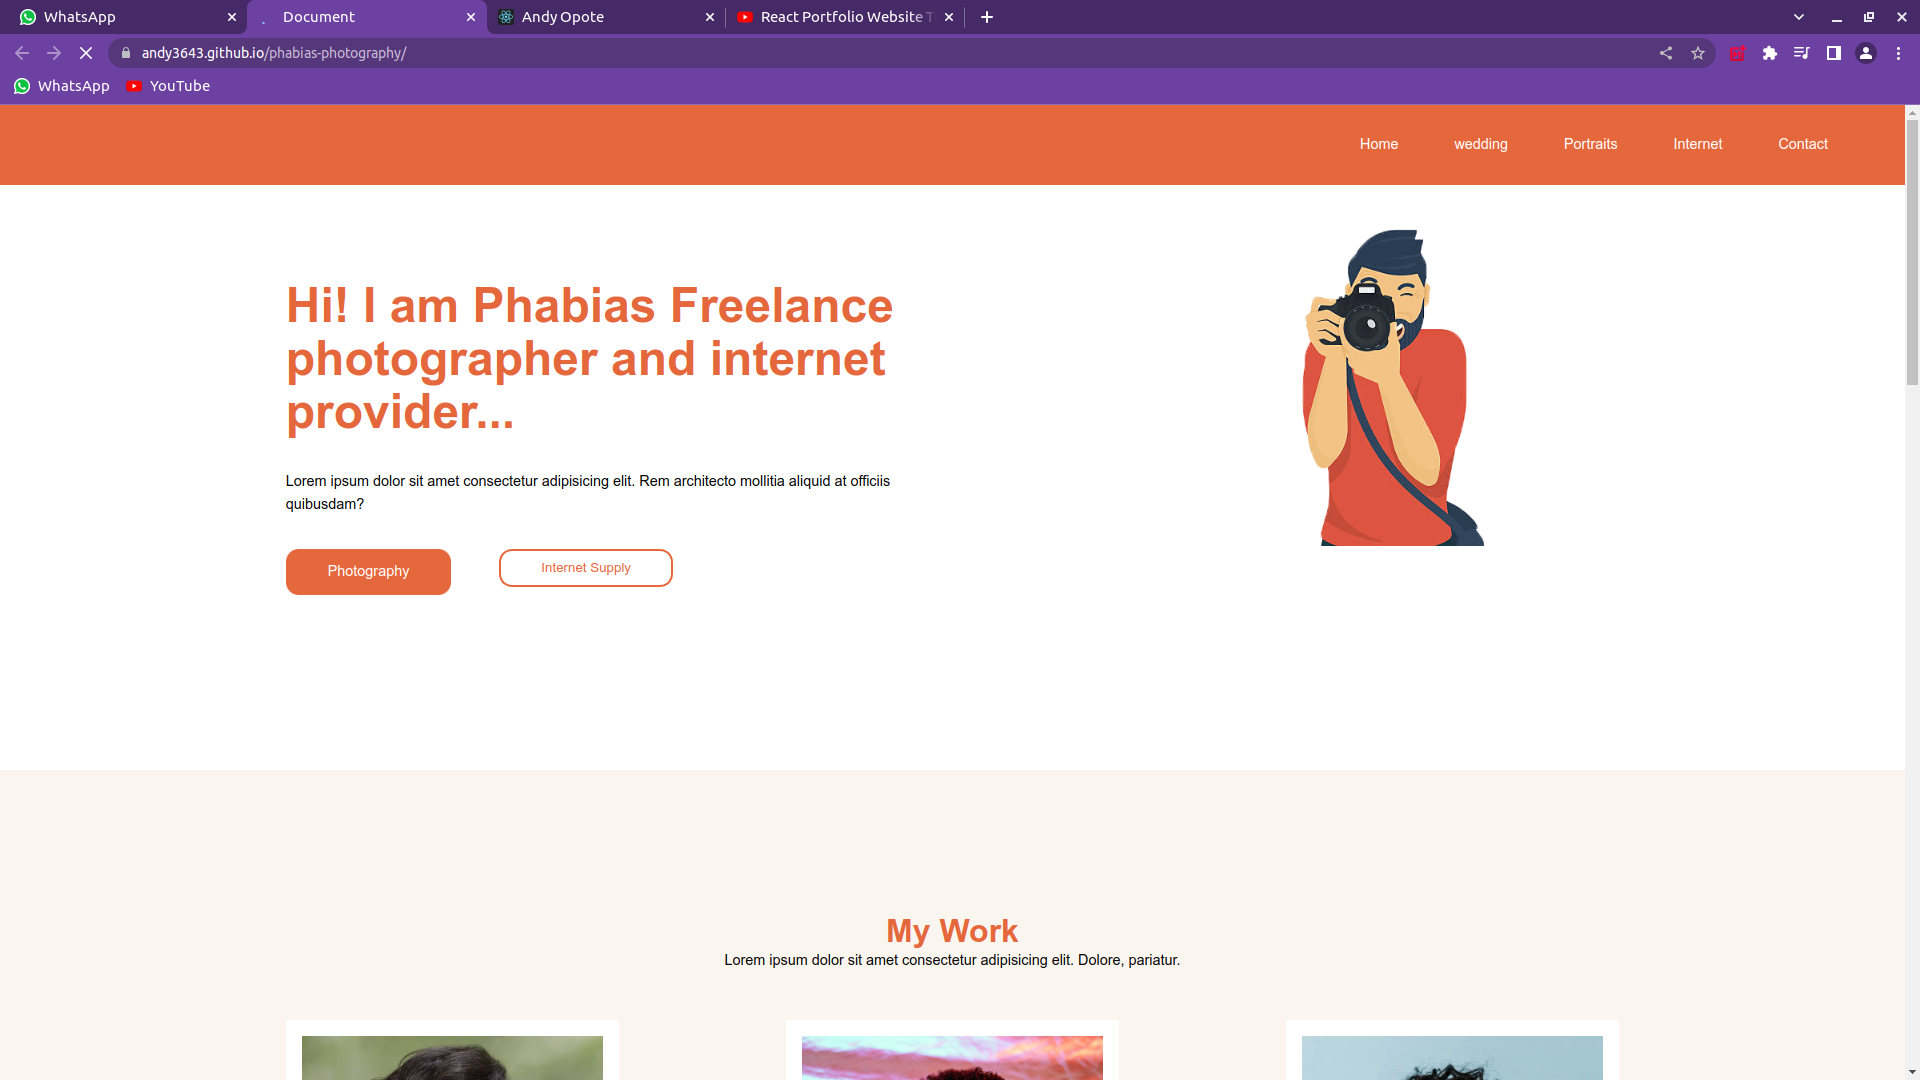 WhatsApp
Document
Andy Opote
React Portfolio Website T
andy3643.github.io/phabias-photography/
WhatsApp
YouTube
Home
wedding
Portraits
Internet
Contact
Hi! I am Phabias Freelance
photographer and internet
provider...
Lorem ipsum dolor sit amet consectetur adipisicing elit. Rem architecto mollitia aliquid at officiis
quibusdam?
Photography
Internet Supply
My Work
Lorem ipsum dolor sit amet consectetur adipisicing elit. Dolore, pariatur.